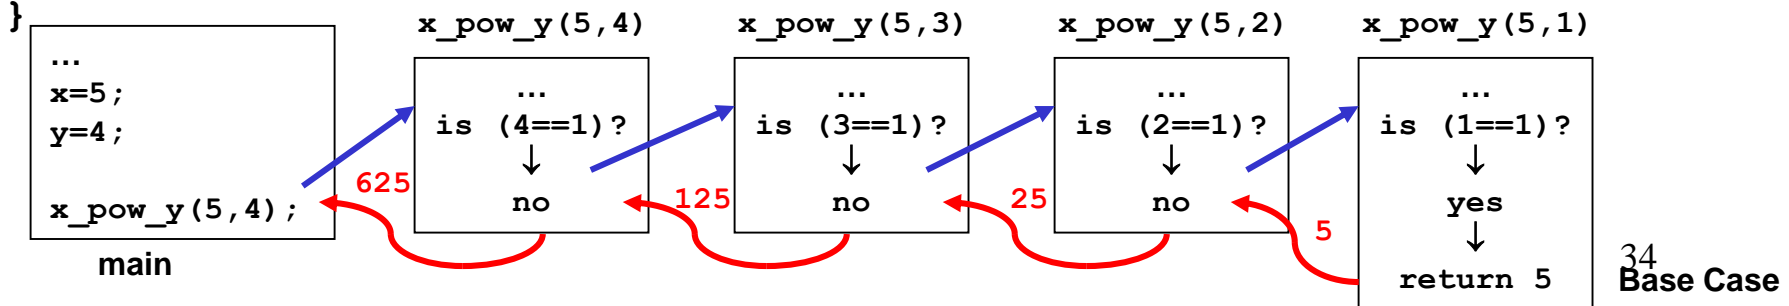 }
…
x=5;
y=4;
x_pow_y(5,4);
main
625
x_pow_y(5,4)
…
is (4==1)?
↓
no
125
x_pow_y(5,3)
…
is (3==1)?
↓
no
25
x_pow_y(5,2)
…
is (2==1)?
↓
no
5
x_pow_y(5,1)
…
is (1==1)?
↓
yes
↓
return 5
34
Base Case